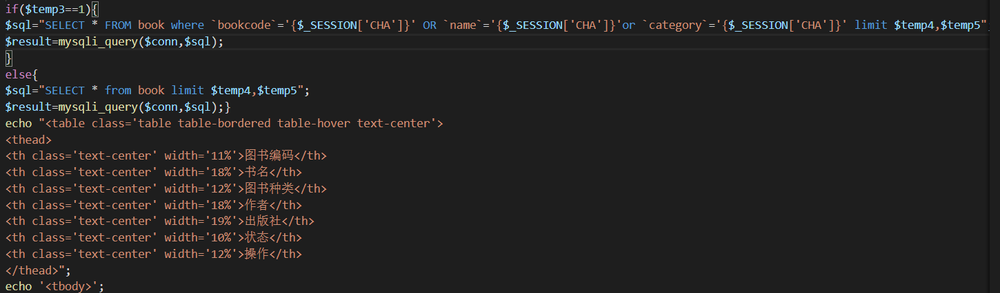 if($temp3==1){
$sql="SELECT * FROM book where `bookcode`='{$_SESSION['CHA']}' OR `name`='{$_SESSION['CHA']}'or `category`='{$_SESSION['CHA']}' limit $temp4,$temp5";
$result=mysqli_query($conn,$sql);
}
else{
$sql="SELECT * from book limit $temp4,$temp5";
$result=mysqli_query($conn,$sql);}
echo "<table class='table table-bordered table-hover text-center'>
<thead>
<th class='text-center' width='11%'>图书编码</th>
<th class='text-center' width='18%'>书名</th>
<th class='text-center' width='12%'>图书种类</th>
<th class='text-center' width='18%'>作者</th>
<th class='text-center' width='19%'>出版社</th>
<th class='text-center' width='10%'>状态</th>
<th class='text-center' width='12%'>操作</th>
</thead>";
echo '<tbody>';